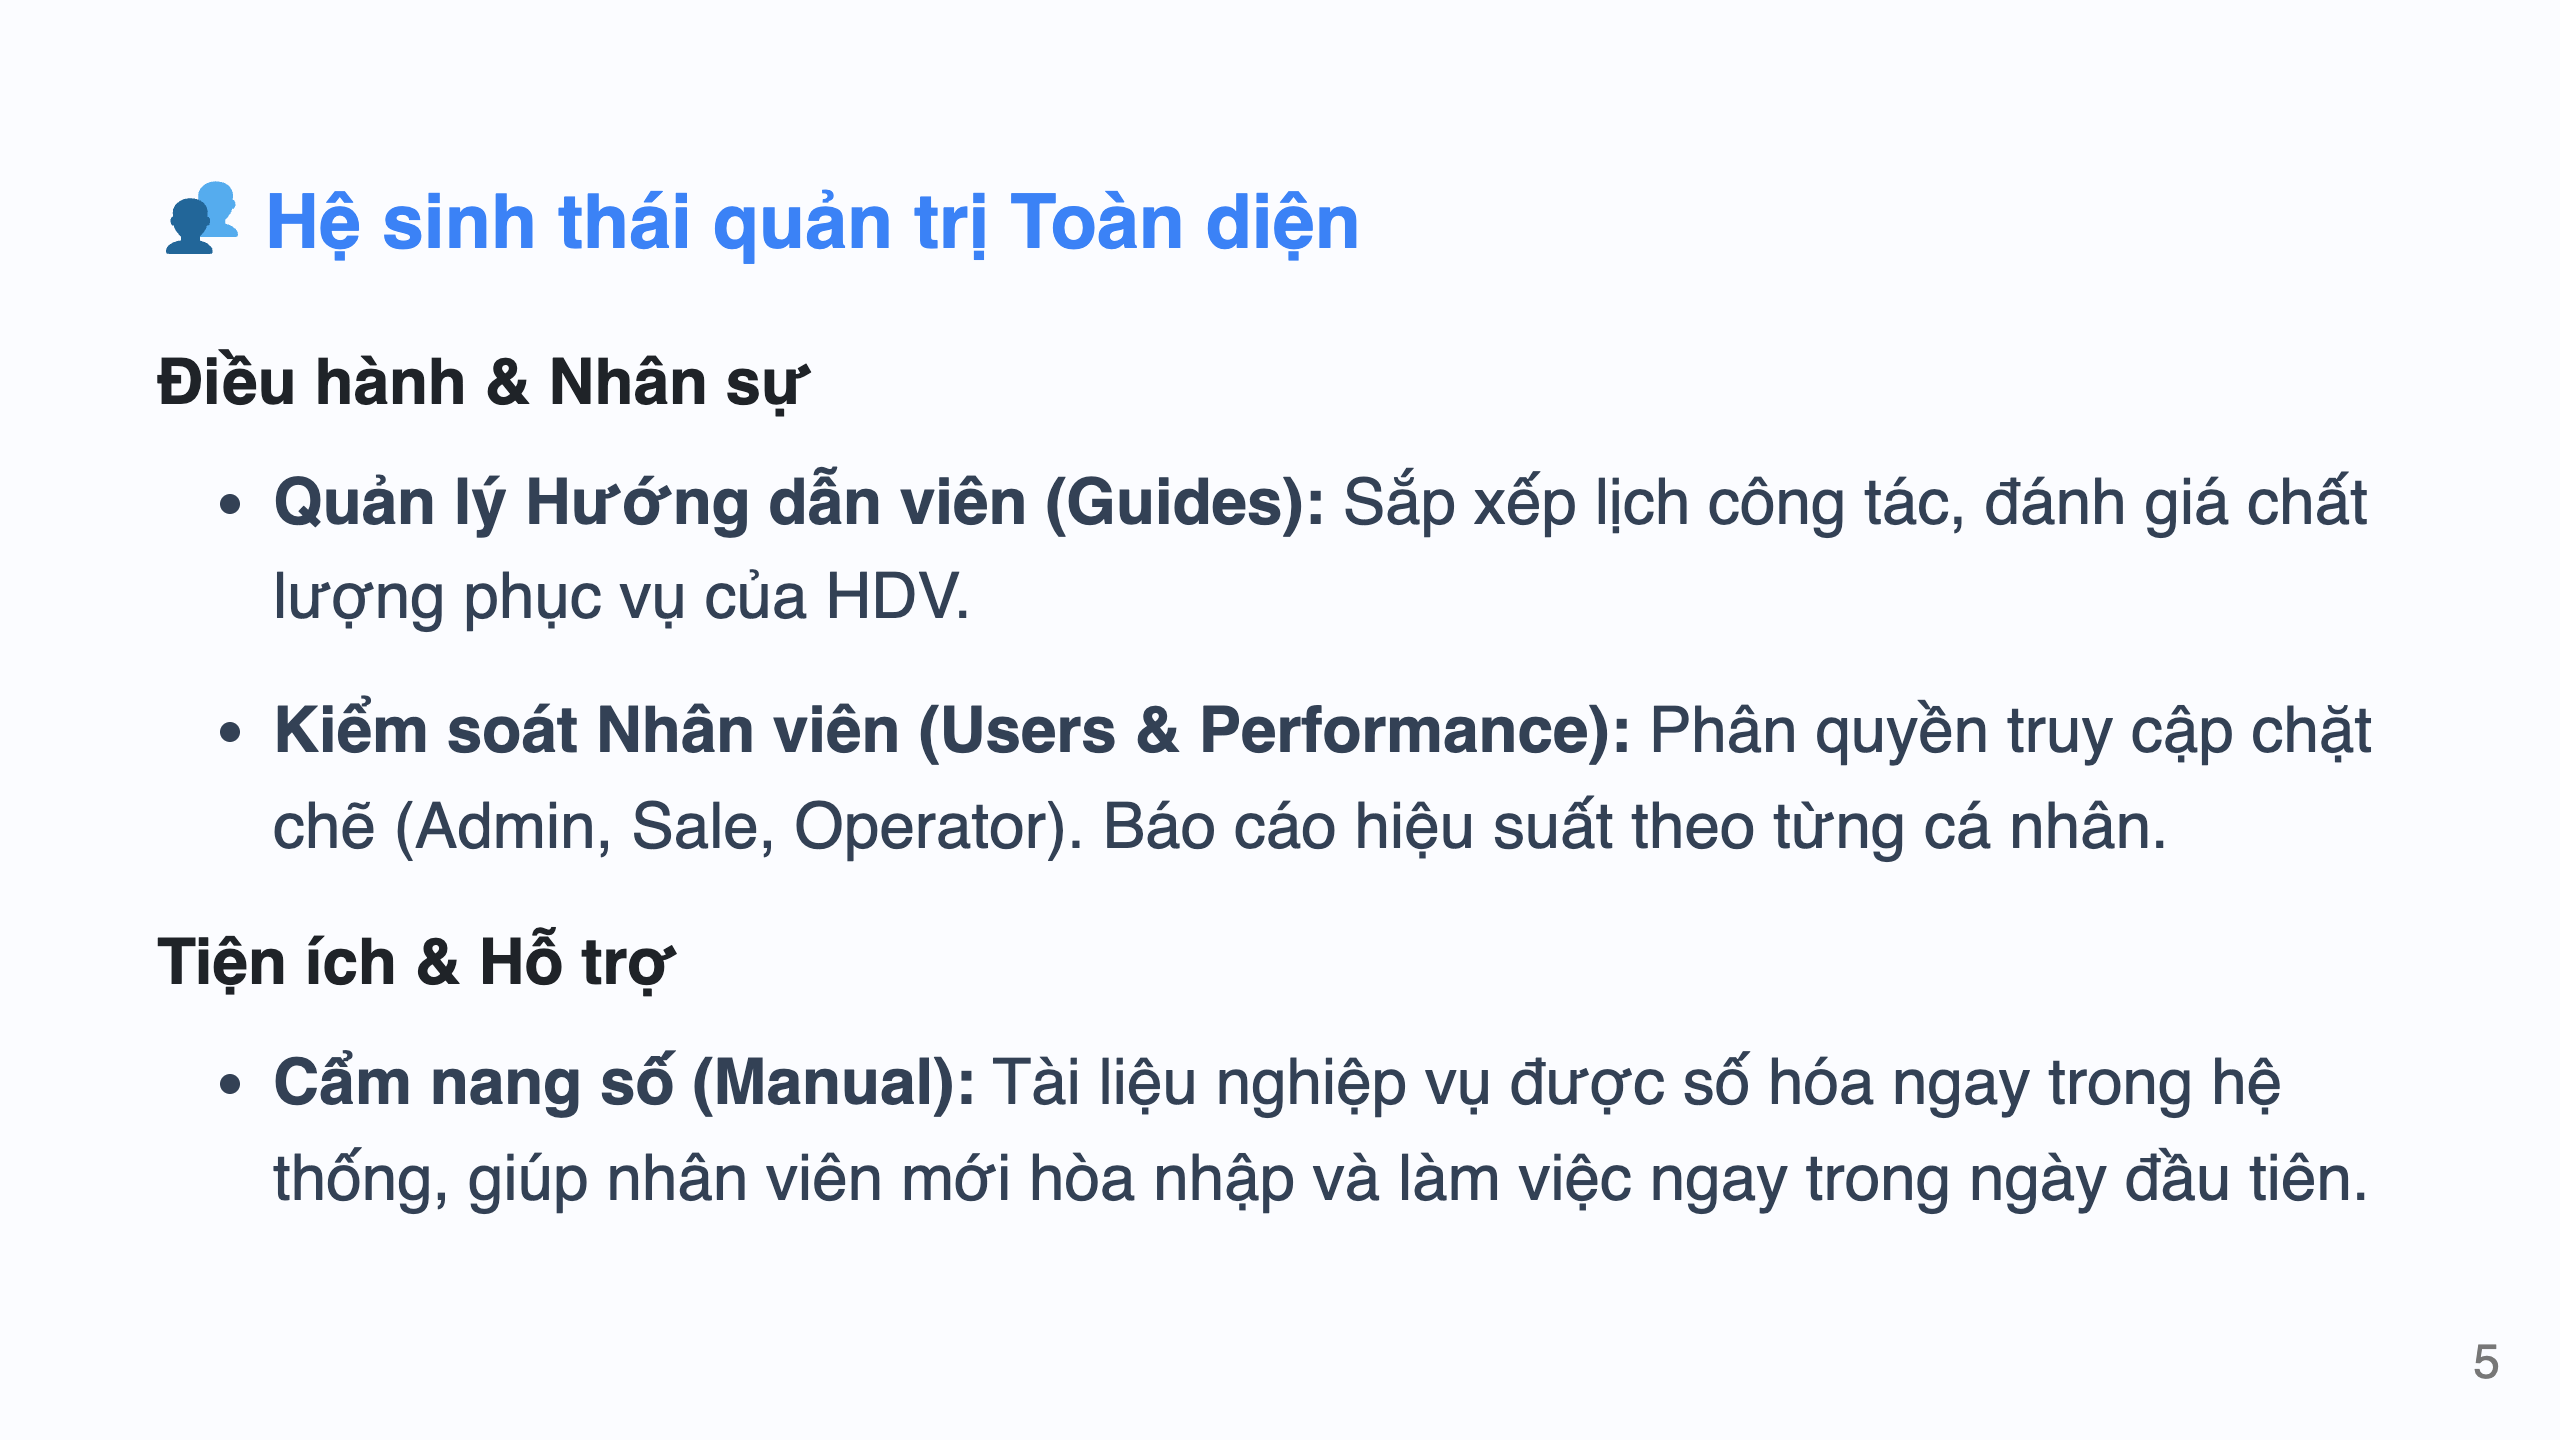 👥 Hệ sinh thái quản trị Toàn diện
Điều hành & Nhân sự
• Quản lý Hướng dẫn viên (Guides): Sắp xếp lịch công tác, đánh giá chất
lượng phục vụ của HDV.
• Kiểm soát Nhân viên (Users & Performance): Phân quyền truy cập chặt
chẽ (Admin, Sale, Operator). Báo cáo hiệu suất theo từng cá nhân.
Tiện ích & Hỗ trợ
• Cẩm nang số (Manual): Tài liệu nghiệp vụ được số hóa ngay trong hệ
thống, giúp nhân viên mới hòa nhập và làm việc ngay trong ngày đầu tiên.
5